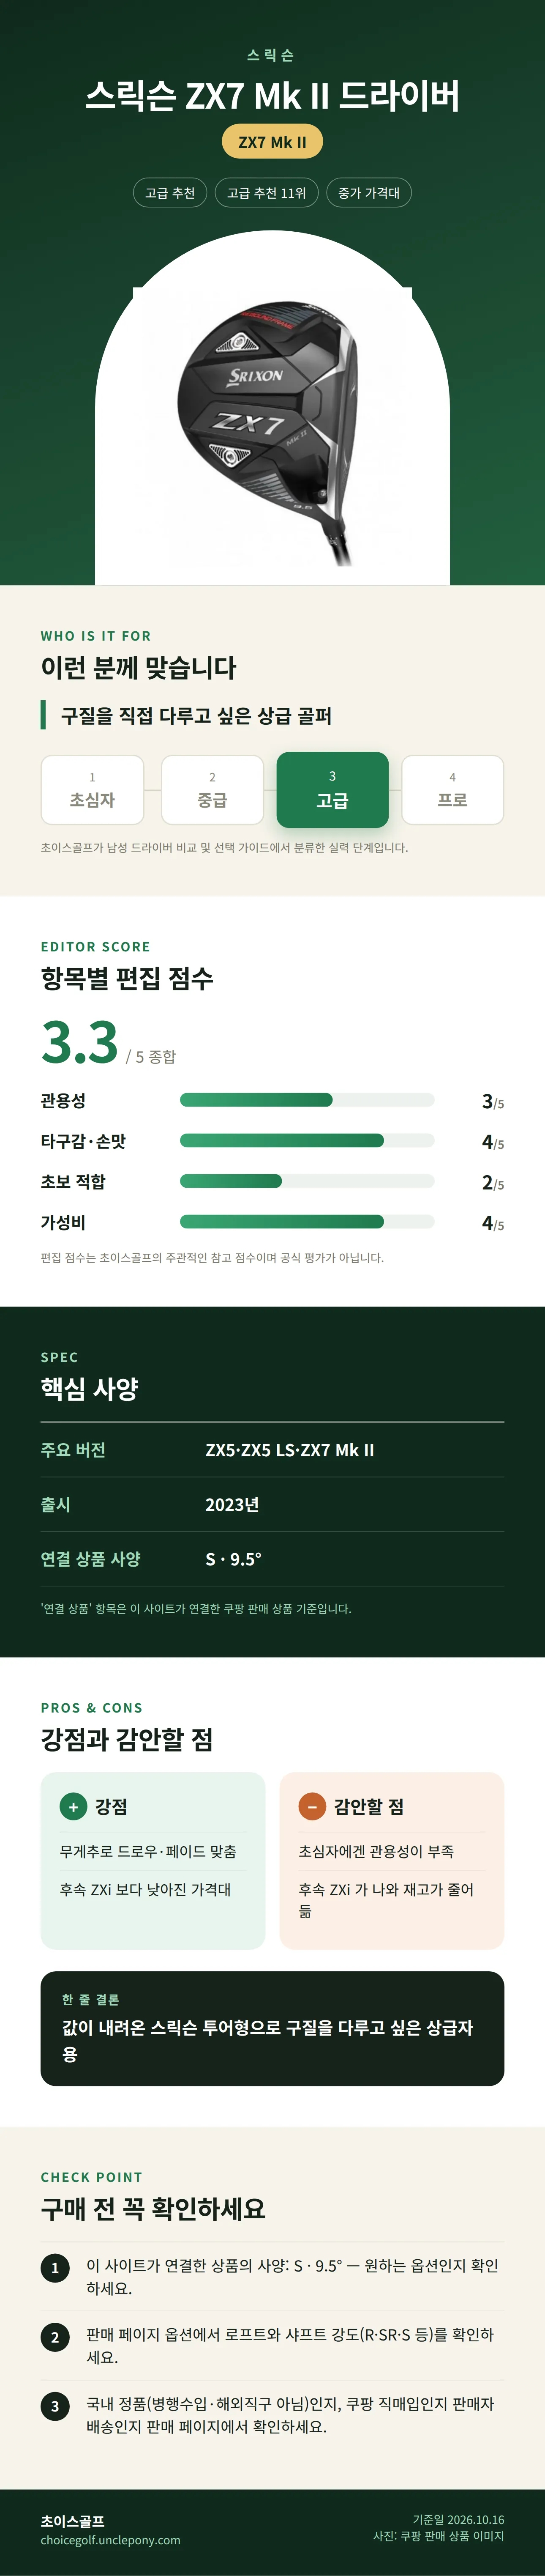 스릭슨
스릭슨 ZX7 Mk II 드라이버
ZX7 Mk II
고급 추천
고급 추천 11위
중가 가격대
SRIXON
ZX7
Mk II
9.5
WHO IS IT FOR
이런 분께 맞습니다
구질을 직접 다루고 싶은 상급 골퍼
1
초심자
2
중급
3
고급
4
프로
초이스골프가 남성 드라이버 비교 및 선택 가이드에서 분류한 실력 단계입니다.
EDITOR SCORE
항목별 편집 점수
3.3 / 5 종합
관용성 3/5
타구감·손맛 4/5
초보 적합 2/5
가성비 4/5
편집 점수는 초이스골프의 주관적인 참고 점수이며 공식 평가가 아닙니다.
SPEC
핵심 사양
주요 버전 ZX5·ZX5 LS·ZX7 Mk II
출시 2023년
연결 상품 사양 S · 9.5°
'연결 상품' 항목은 이 사이트가 연결한 쿠팡 판매 상품 기준입니다.
PROS & CONS
강점과 감안할 점
+ 강점
무게추로 드로우·페이드 맞춤
후속 ZXi 보다 낮아진 가격대
− 감안할 점
초심자에겐 관용성이 부족
후속 ZXi 가 나와 재고가 줄어
듦
한 줄 결론
값이 내려온 스릭슨 투어형으로 구질을 다루고 싶은 상급자
용
CHECK POINT
구매 전 꼭 확인하세요
1 이 사이트가 연결한 상품의 사양: S · 9.5° — 원하는 옵션인지 확인
하세요.
2 판매 페이지 옵션에서 로프트와 샤프트 강도(R·SR·S 등)를 확인하
세요.
3 국내 정품(병행수입·해외직구 아님)인지, 쿠팡 직매입인지 판매자
배송인지 판매 페이지에서 확인하세요.
초이스골프
choicegolf.unclepony.com
기준일 2026.10.16
사진: 쿠팡 판매 상품 이미지